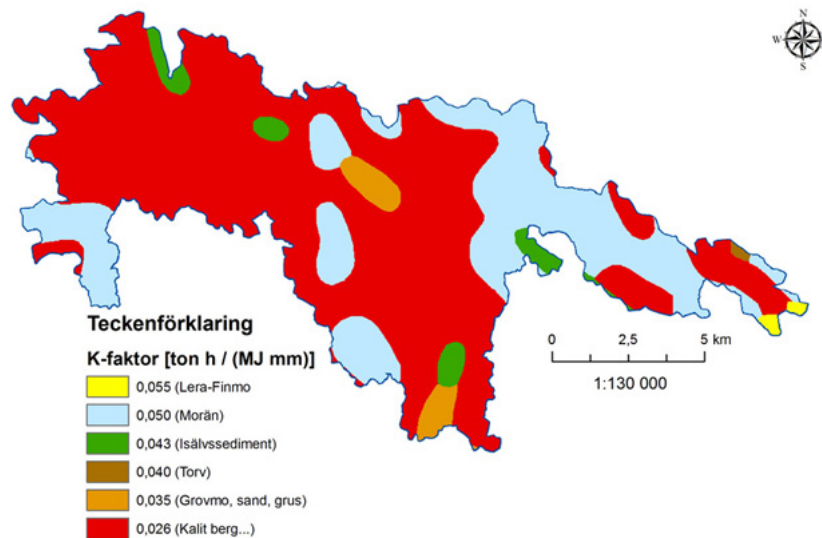 N
W E
S
Teckenförklaring
K-faktor [ton h / (MJ mm)]
0,055 (Lera-Finmo
0,050 (Morän)
0,043 (Isälvssediment)
0,040 (Torv)
0,035 (Grovmo, sand, grus)
0,026 (Kalit berg...)
0 2,5 5 km
1:130 000